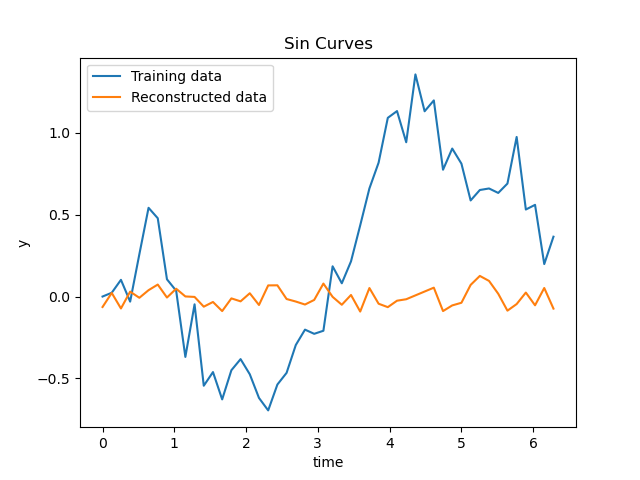 Sin Curves
Training data
Reconstructed data
1.0
0.5
0.0
−0.5
y
0 1 2 3 4 5 6
time